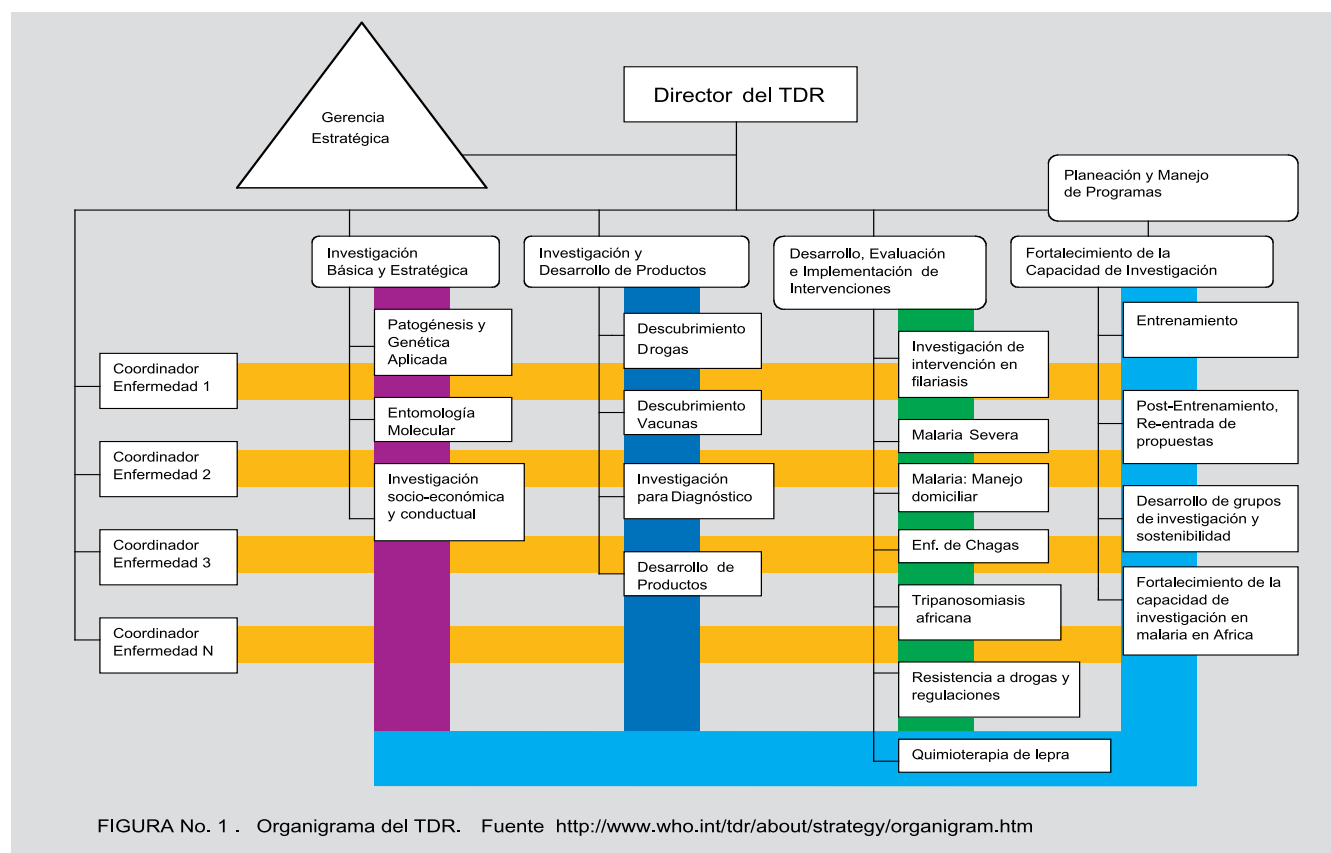 Gerencia
Estratégica
Director del TDR
Planeación y Manejo
de Programas
Investigación
Básica y Estratégica
Investigación y
Desarrollo de Productos
Desarrollo, Evaluación
e Implementación de
Intervenciones
Fortalecimiento de la
Capacidad de Investigación
Coordinador
Enfermedad 1
Coordinador
Enfermedad 2
Coordinador
Enfermedad 3
Coordinador
Enfermedad N
Patogénesis y
Genética
Aplicada
Entomología
Molecular
Investigación
socio-económica
y conductual
Descubrimiento
Drogas
Descubrimiento
Vacunas
Investigación
para Diagnóstico
Desarrollo de
Productos
Investigación de
intervención en
filariasis
Malaria Severa
Malaria: Manejo
domiciliar
Enf. de Chagas
Tripanosomiasis
africana
Resistencia a drogas y
regulaciones
Quimioterapia de lepra
Entrenamiento
Post-Entrenamiento,
Re-entrada de
propuestas
Desarrollo de grupos
de investigación y
sostenibilidad
Fortalecimiento de la
capacidad de
investigación en
malaria en Africa
FIGURA No. 1 . Organigrama del TDR. Fuente http://www.who.int/tdr/about/strategy/organigram.htm